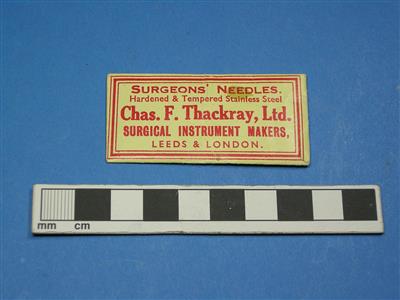 SURGEONS' NEEDLES.
Hardened & Tempered Stainless Steel
Chas. F. Thackray, Ltd.
SURGICAL INSTRUMENT MAKERS,
LEEDS & LONDON.
mm cm